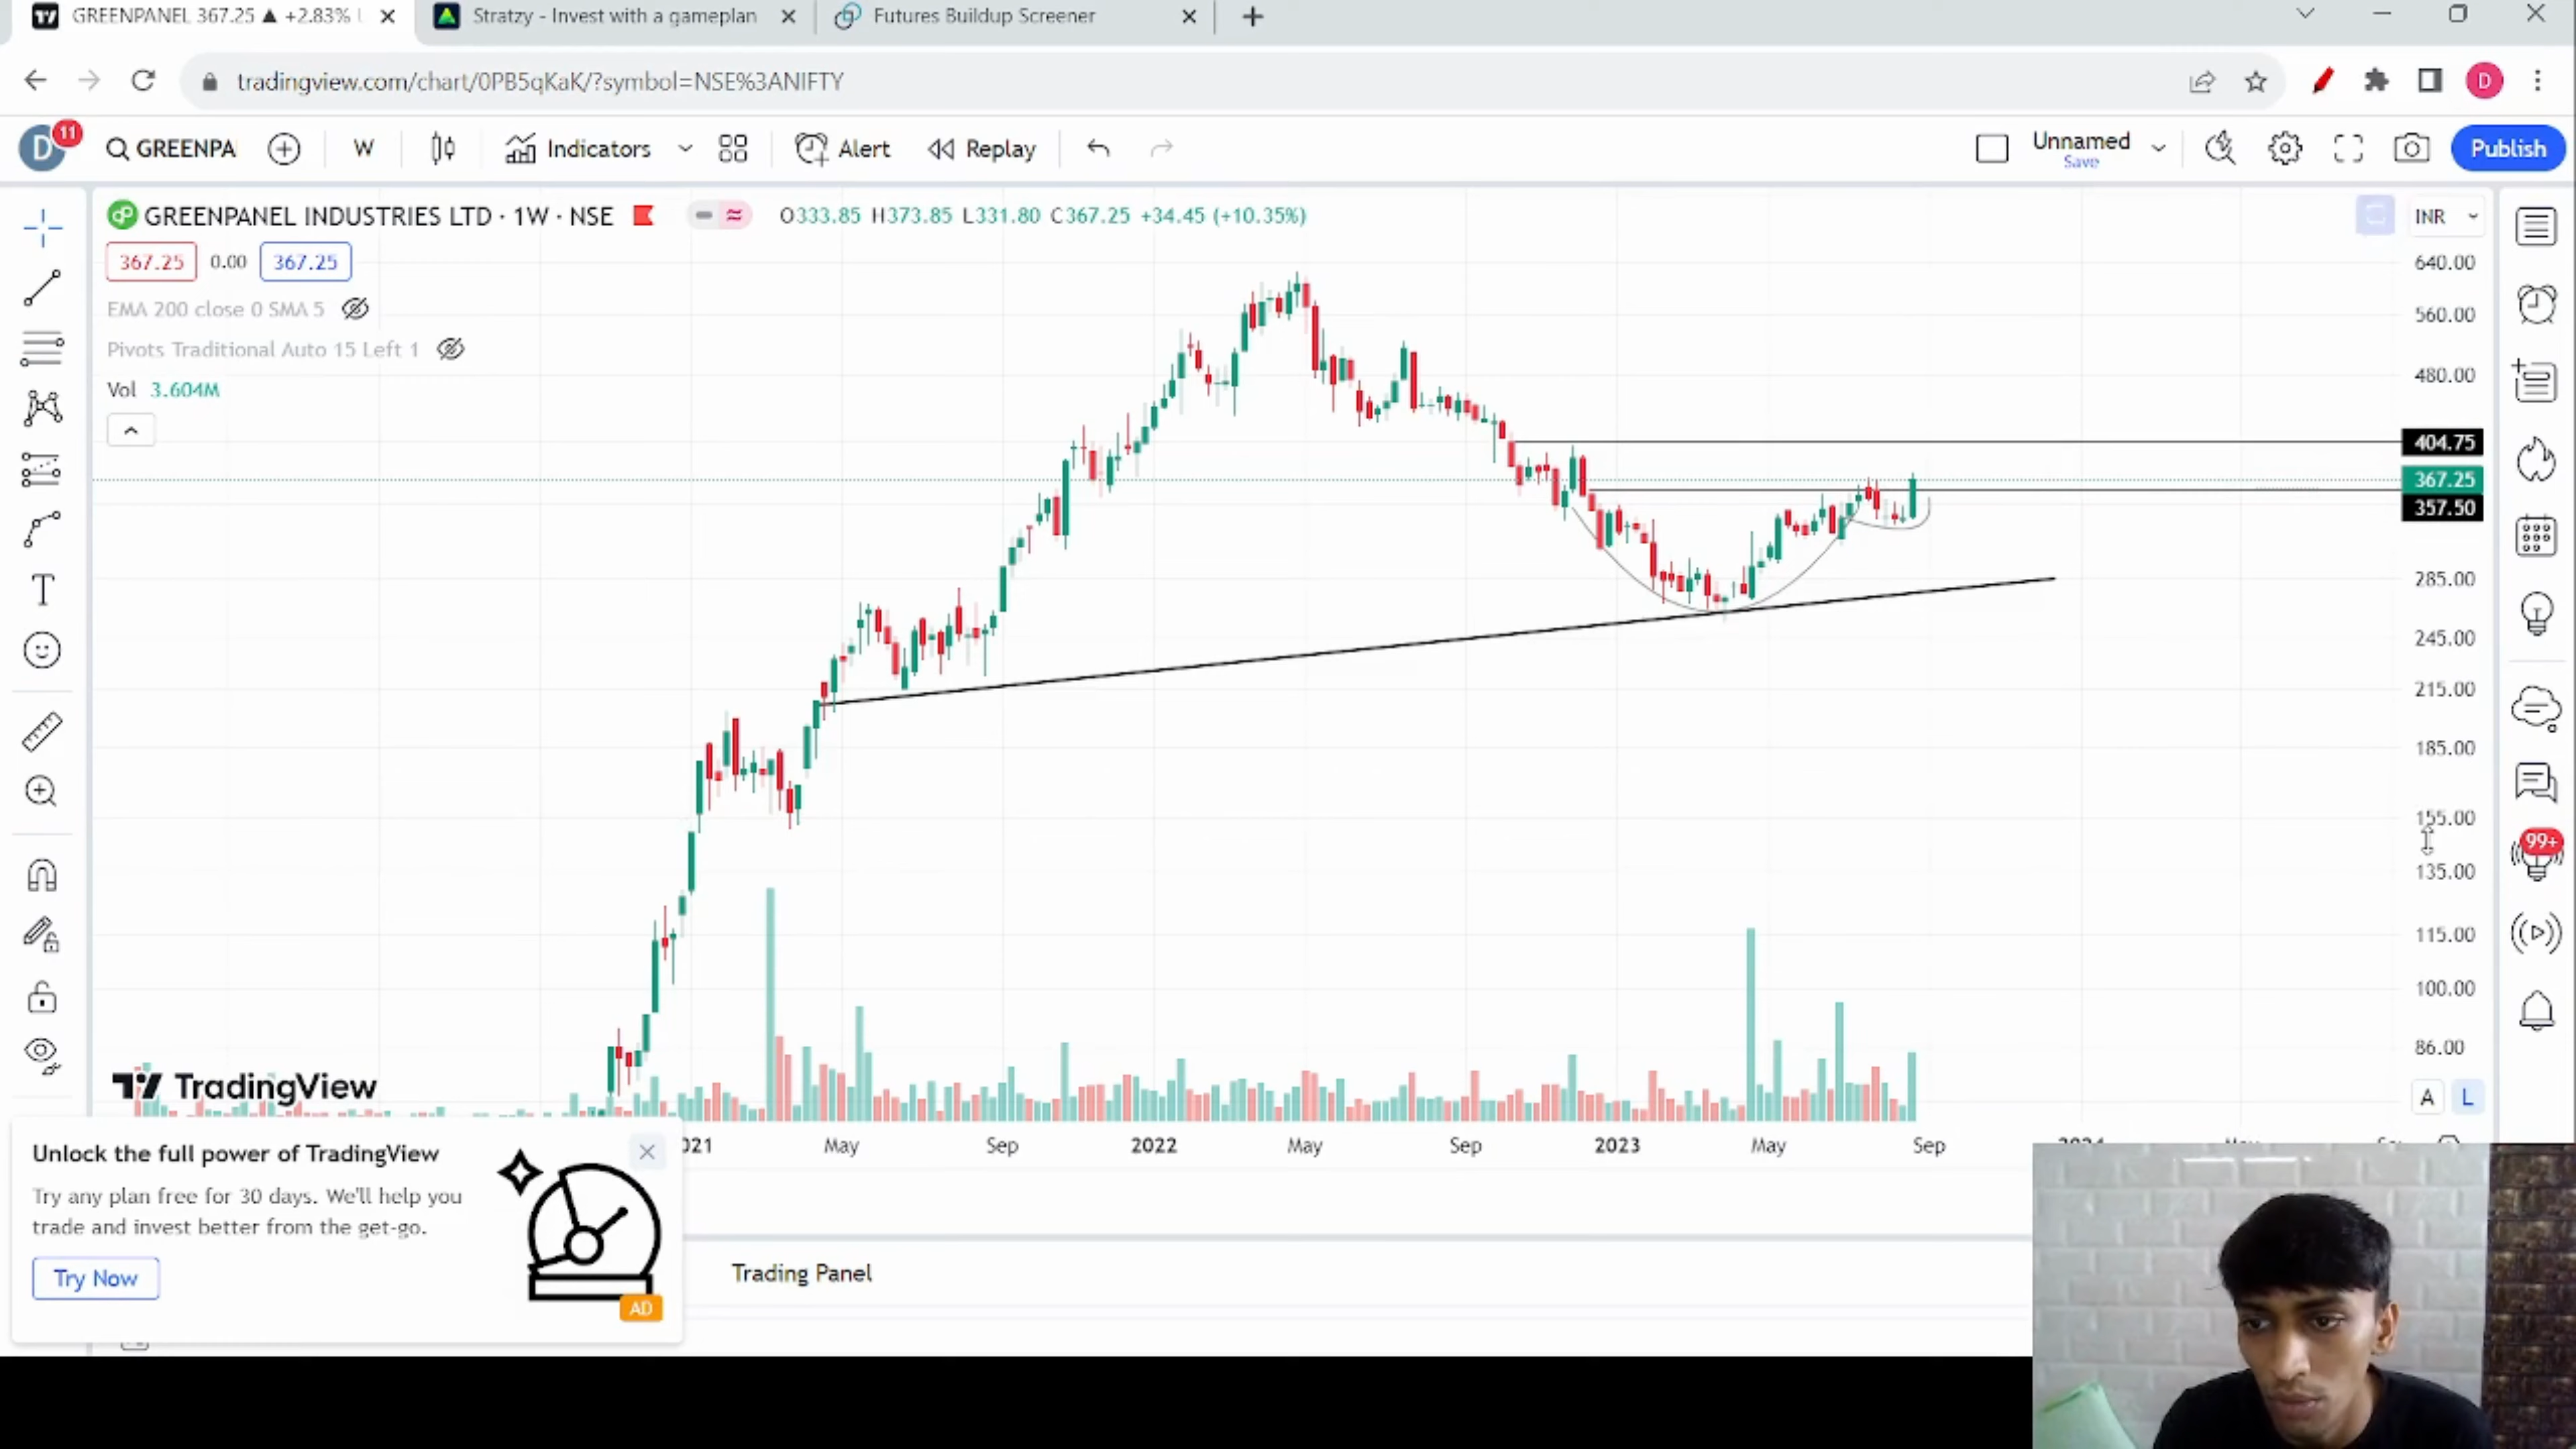 GREENPANEL 367.25 ▲ +2.83%
Stratzy - Invest with a gameplan
Futures Buildup Screener
tradingview.com/chart/0PB5qKaK/?symbol=NSE%3ANIFTY
D
D
11
GREENPA
W
Indicators
Alert
Replay
Unnamed
Save
Publish
GREENPANEL INDUSTRIES LTD · 1W · NSE
O333.85 H373.85 L331.80 C367.25 +34.45 (+10.35%)
INR
367.25 0.00 367.25
EMA 200 close 0 SMA 5
Pivots Traditional Auto 15 Left 1
Vol 3.604M
640.00
560.00
480.00
404.75
367.25
357.50
285.00
245.00
215.00
185.00
155.00
135.00
115.00
100.00
86.00
99+
T
A L
TradingView
021 May Sep 2022 May Sep 2023 May Sep
Unlock the full power of TradingView
Try any plan free for 30 days. We'll help you
trade and invest better from the get-go.
Try Now
AD
Trading Panel